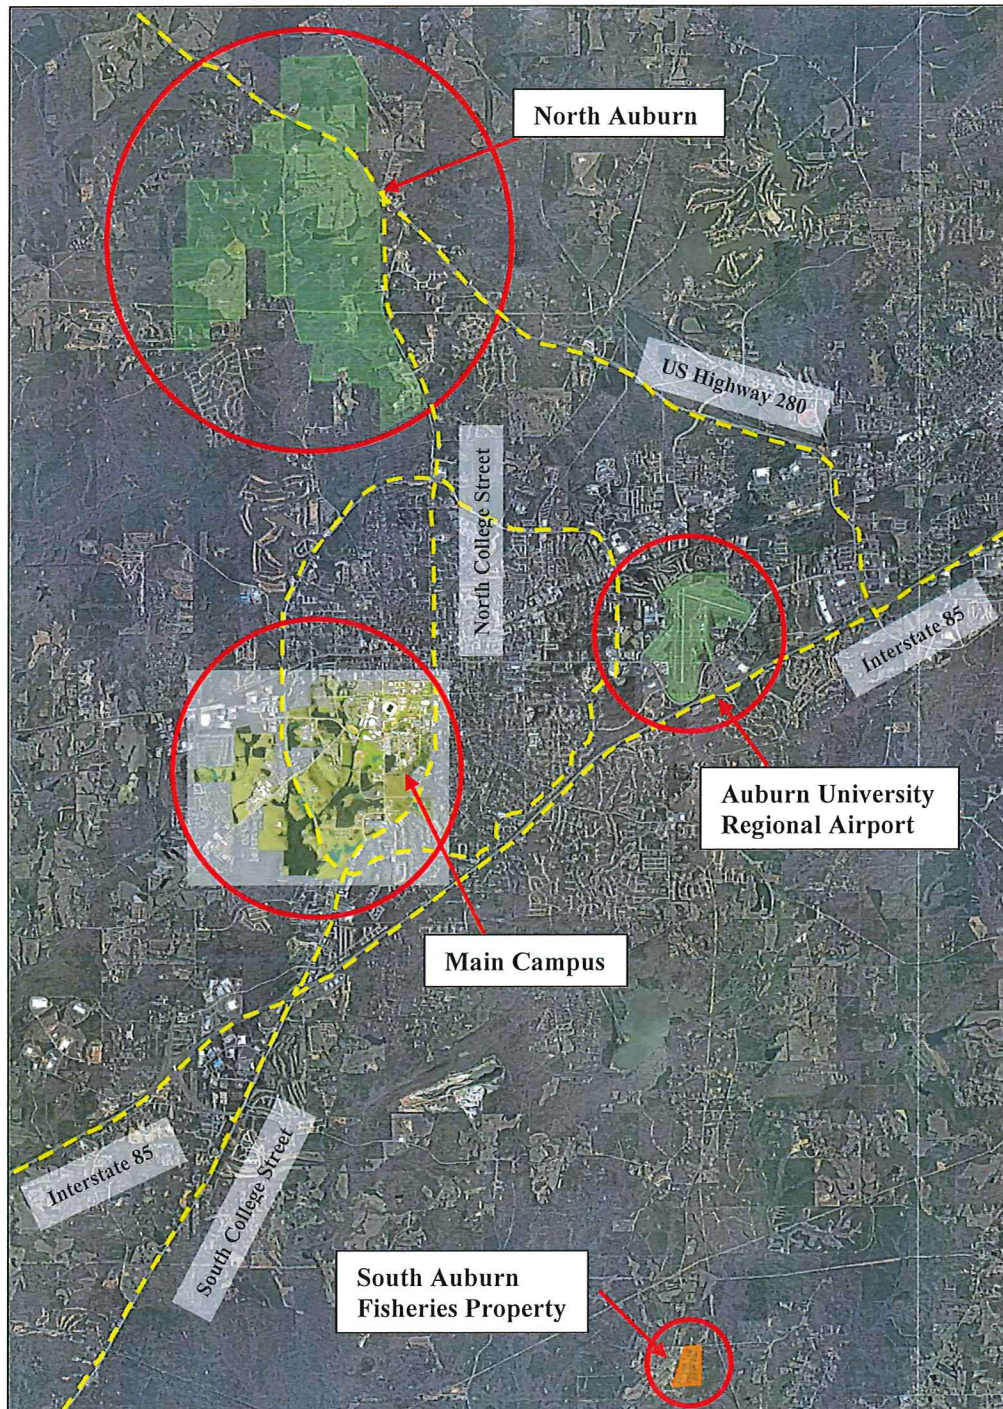 North Auburn
US Highway 280
North College Street
Interstate 85
Auburn University
Regional Airport
Main Campus
Interstate 85
South College Street
South Auburn
Fisheries Property